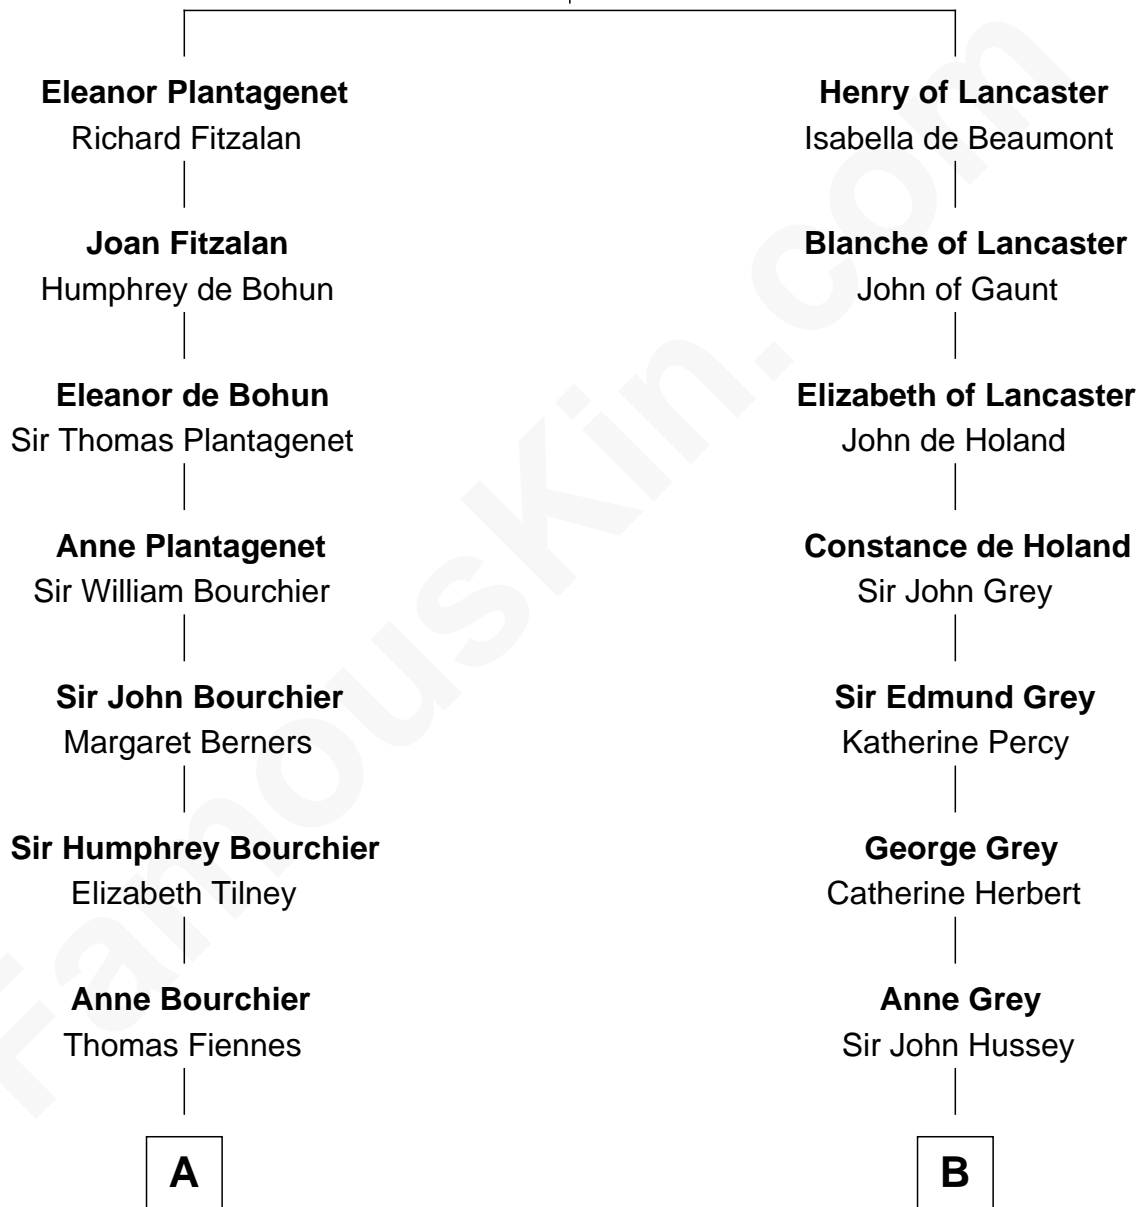 Eleanor Plantagenet
Richard Fitzalan
Joan Fitzalan
Humphrey de Bohun
Eleanor de Bohun
Sir Thomas Plantagenet
Anne Plantagenet
Sir William Bourchier
Sir John Bourchier
Margaret Berners
Sir Humphrey Bourchier
Elizabeth Tilney
Anne Bourchier
Thomas Fiennes
A
Henry of Lancaster
Isabella de Beaumont
Blanche of Lancaster
John of Gaunt
Elizabeth of Lancaster
John de Holand
Constance de Holand
Sir John Grey
Sir Edmund Grey
Katherine Percy
George Grey
Catherine Herbert
Anne Grey
Sir John Hussey
B
FamousKin.com